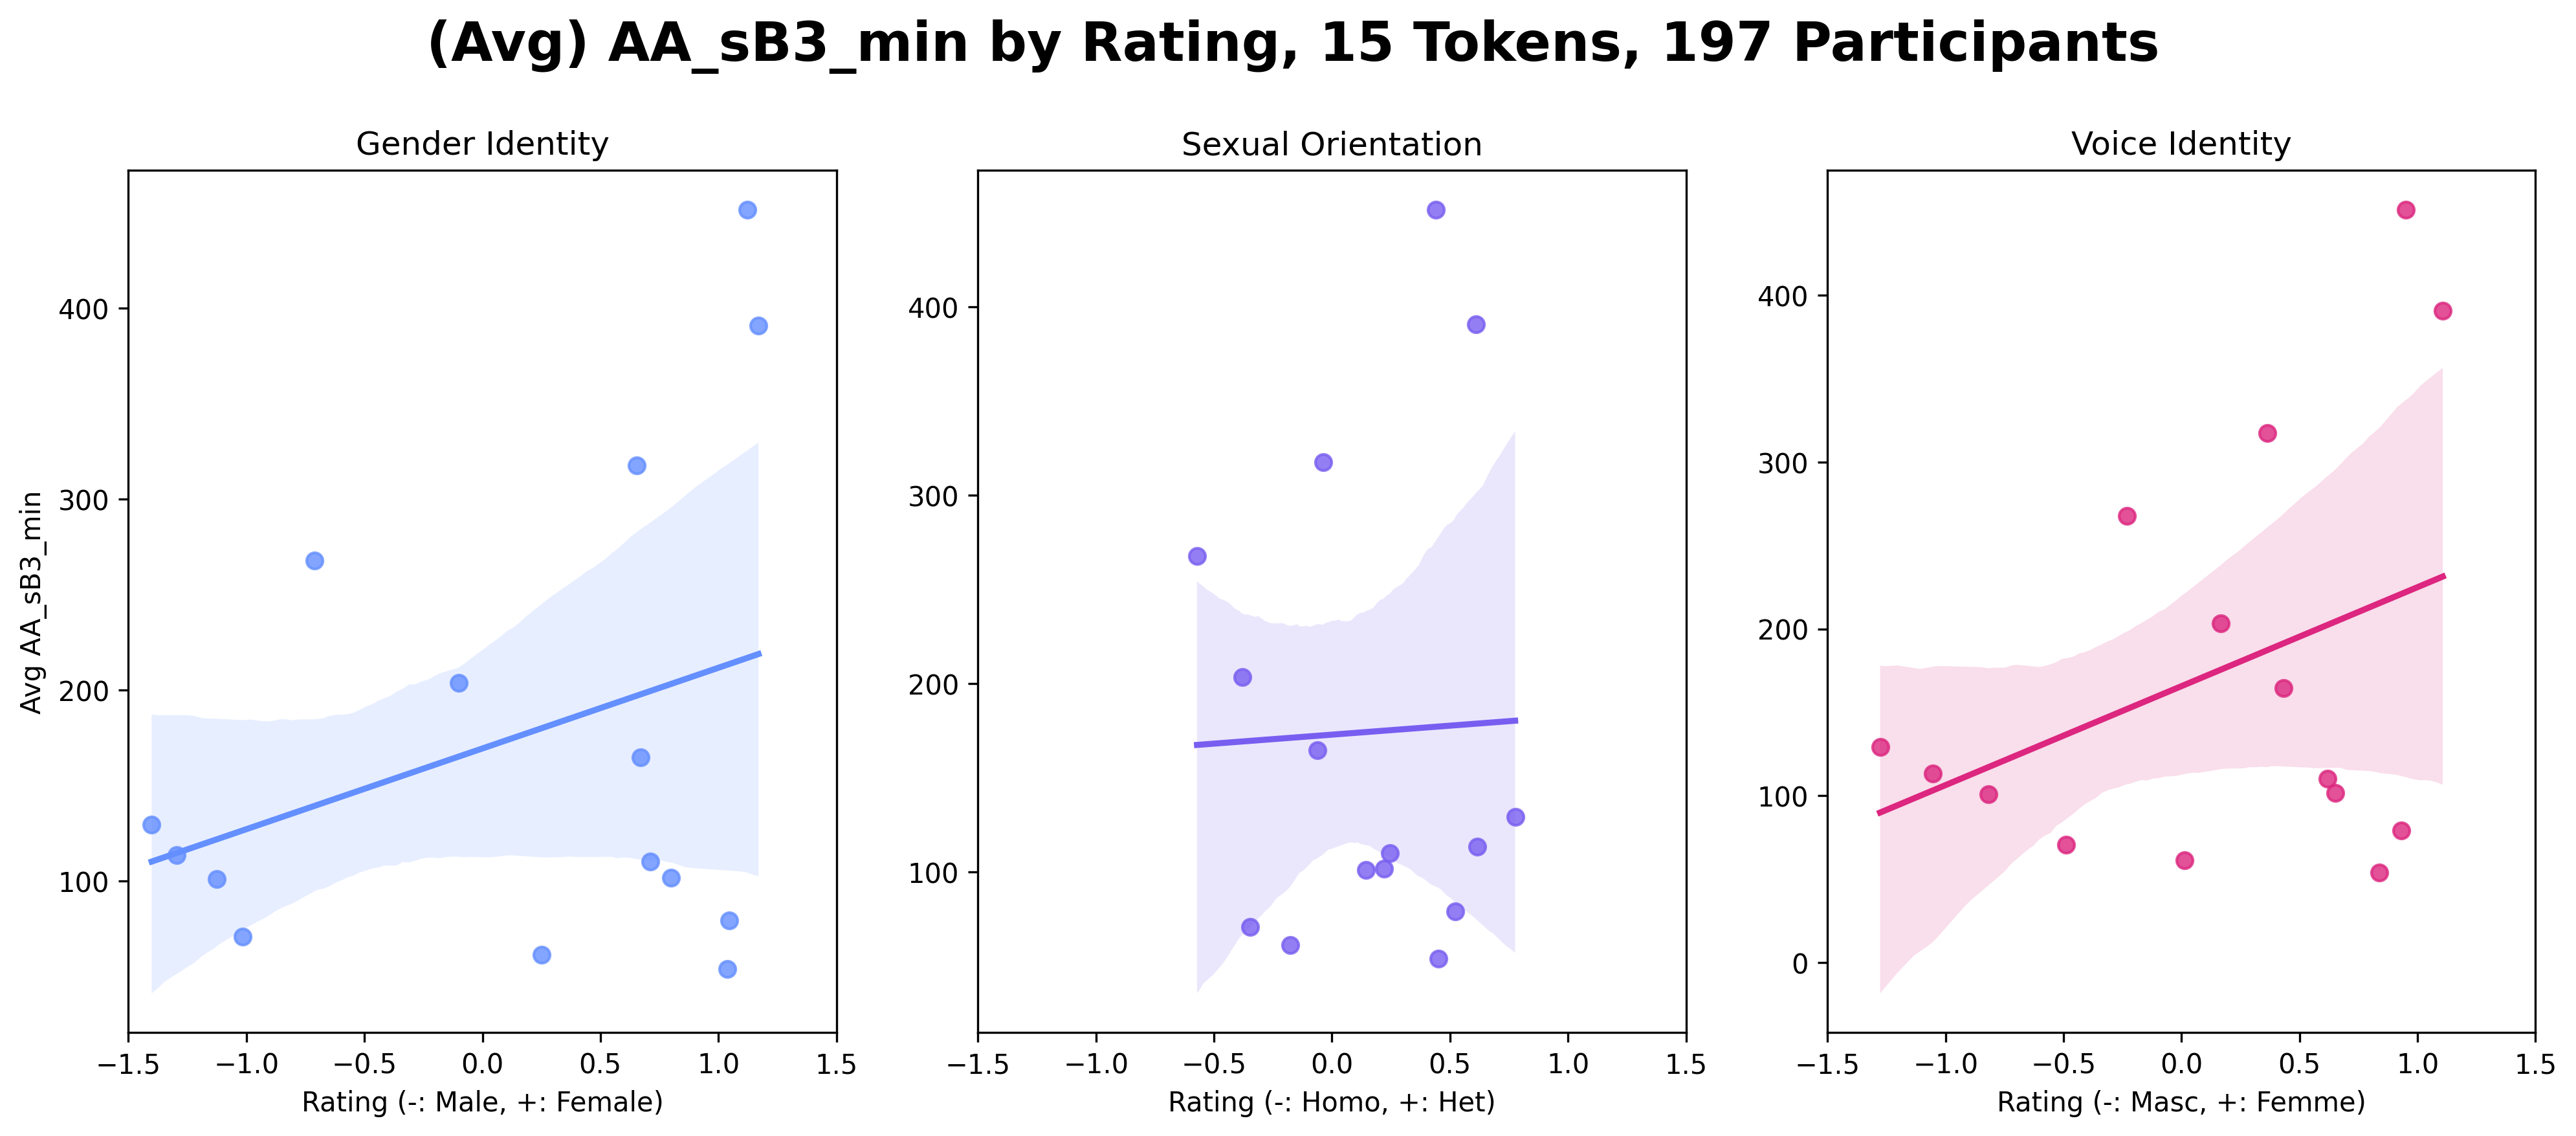 (Avg) AA_sB3_min by Rating, 15 Tokens, 197 Participants
Gender Identity
Avg AA_sB3_min
400
300
200
100
−1.5 −1.0 −0.5 0.0 0.5 1.0 1.5
Rating (-: Male, +: Female)
Sexual Orientation
400
300
200
100
−1.5 −1.0 −0.5 0.0 0.5 1.0 1.5
Rating (-: Homo, +: Het)
Voice Identity
400
300
200
100
0
−1.5 −1.0 −0.5 0.0 0.5 1.0 1.5
Rating (-: Masc, +: Femme)